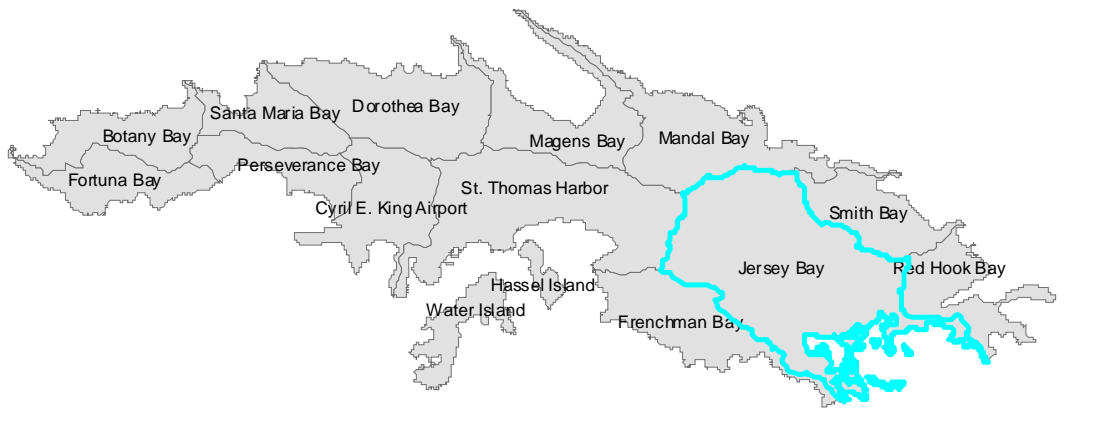 Dorothea Bay
Santa Maria Bay
Botany Bay
Magens Bay
Mandal Bay
Perseverance Bay
Fortuna Bay
St. Thomas Harbor
Cyril E. King Airport
Smith Bay
Jersey Bay
Red Hook Bay
Hassel Island
Water Island
Frenchman Bay